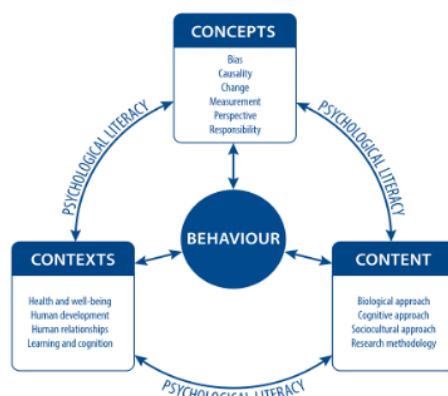 CONCEPTS
Bias
Causality
Change
Measurement
Perspective
Responsibility
PSYCHOLOGICAL LITERACY
PSYCHOLOGICAL LITERACY
BEHAVIOUR
CONTEXTS
Health and well-being
Human development
Human relationships
Learning and cognition
CONTENT
Biological approach
Cognitive approach
Sociocultural approach
Research methodology
PSYCHOLOGICAL LITERACY